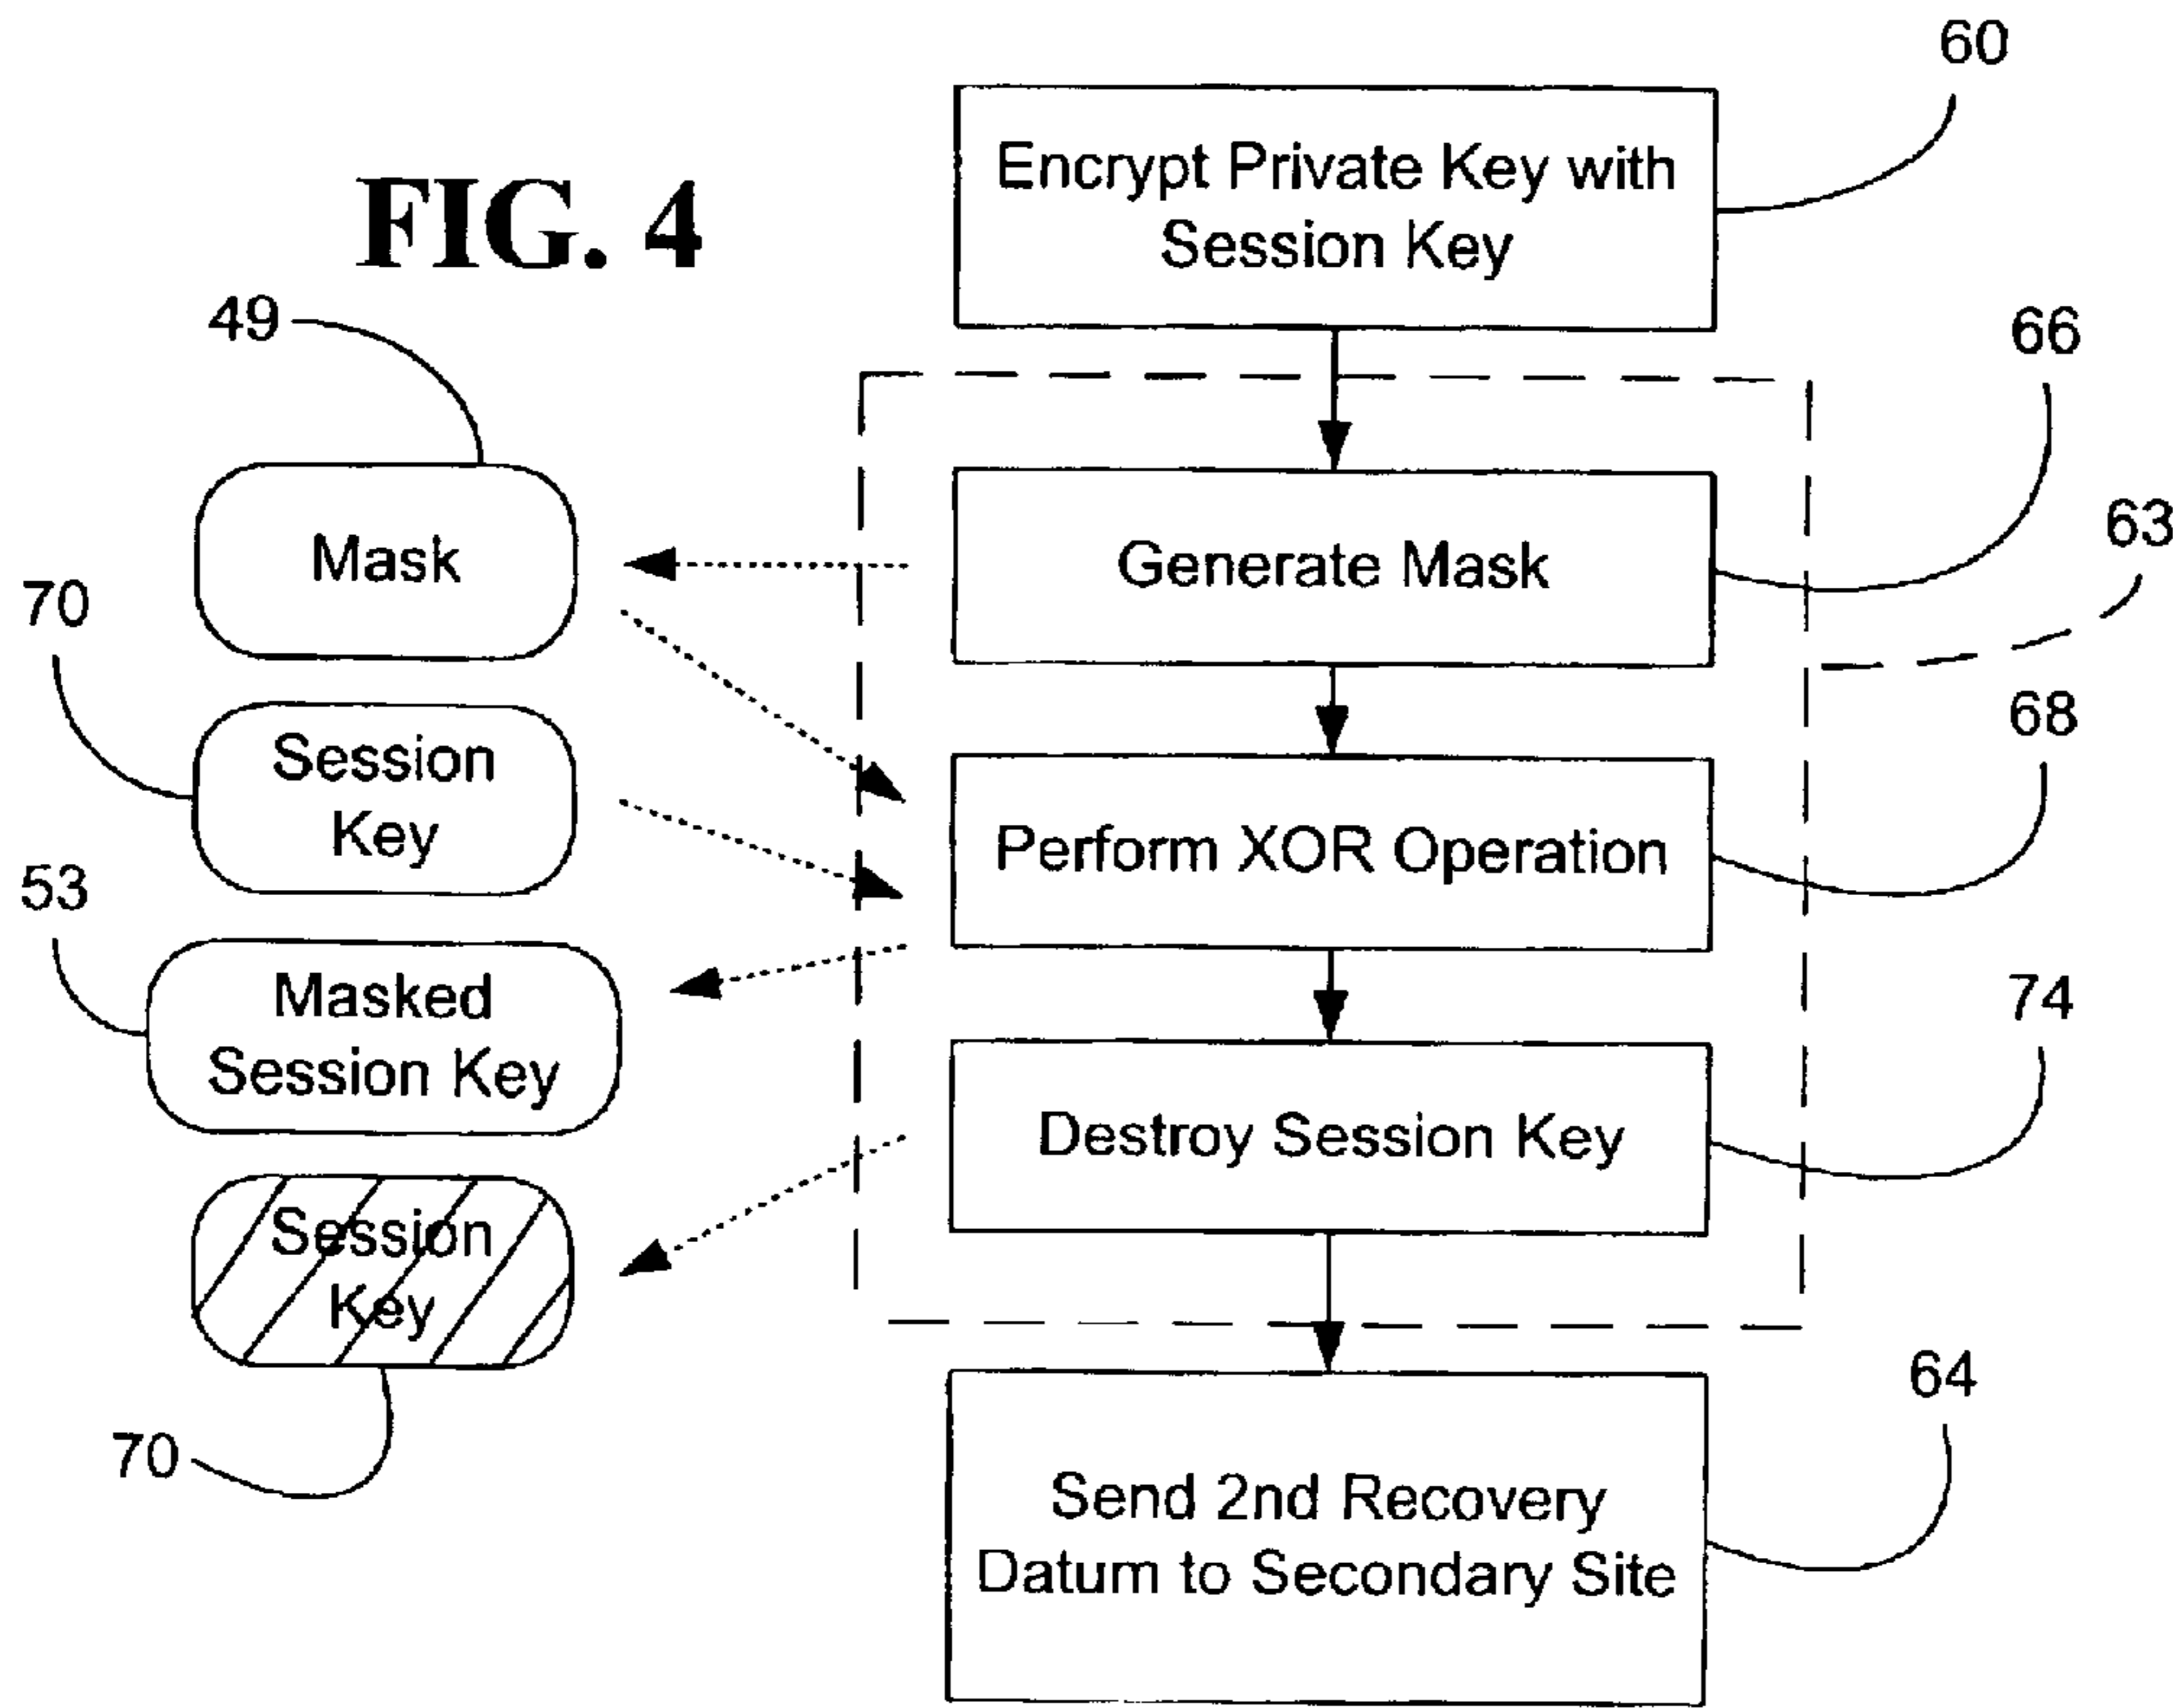 60
Encrypt Private Key with
Session Key
FIG. 4
49
66
Mask
Generate Mask
63
70
Session
Key
68
Perform XOR Operation
53
Masked
Session Key
74
Destroy Session Key
Session
Key
70
64
Send 2nd Recovery
Datum to Secondary Site